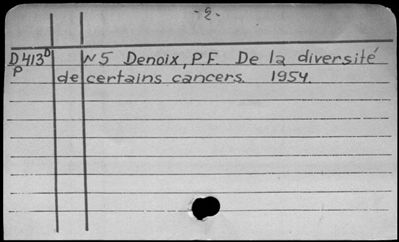 -2-
D413D N5 Denoix, P.F. De la diversité
P de certains cancers. 1954.